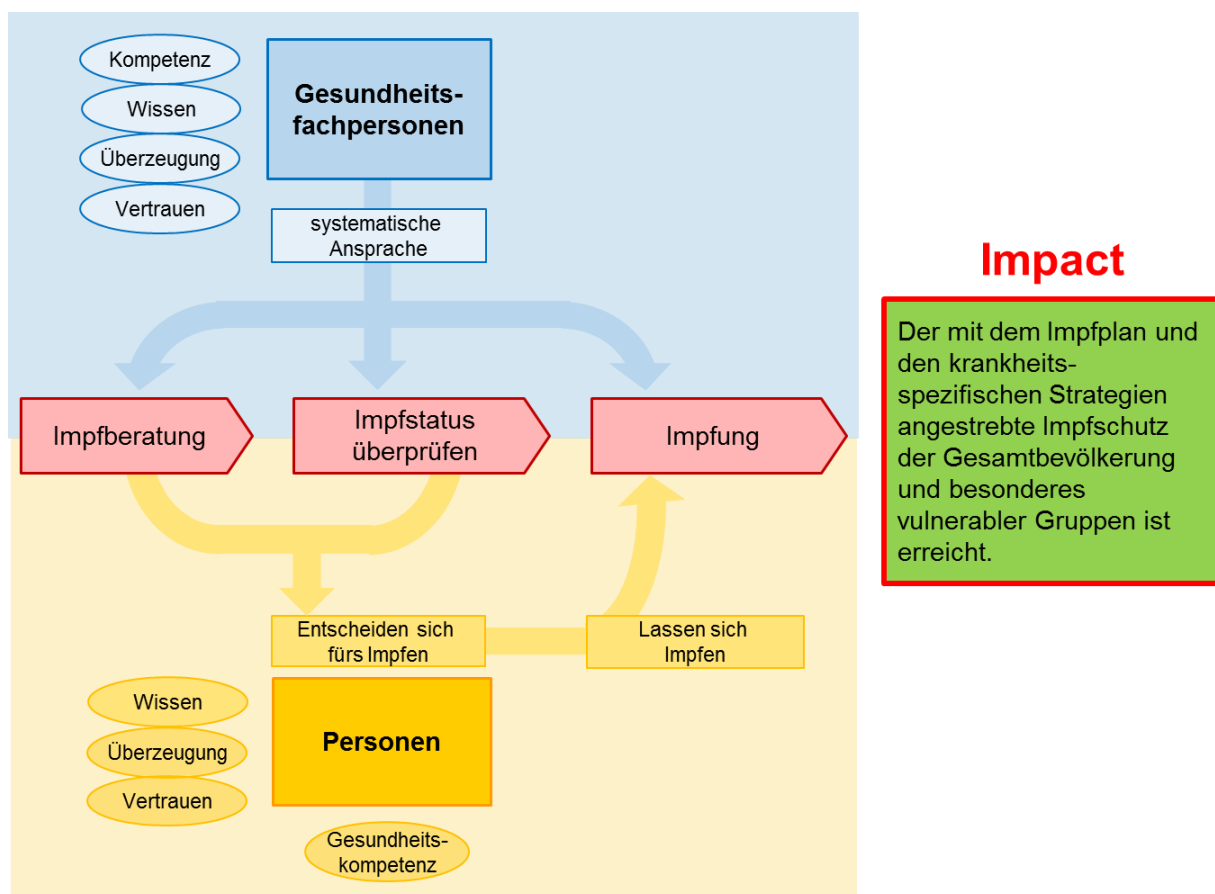 Kompetenz
Wissen
Überzeugung
Vertrauen
Gesundheits-
fachpersonen
systematische
Ansprache
Impfberatung
Impfstatus
überprüfen
Impfung
Entscheiden sich
fürs Impfen
Lassen sich
Impfen
Wissen
Überzeugung
Vertrauen
Personen
Gesundheits-
kompetenz
Impact
Der mit dem Impfplan und
den krankheits-
spezifischen Strategien
angestrebte Impfschutz
der Gesamtbevölkerung
und besonderes
vulnerabler Gruppen ist
erreicht.